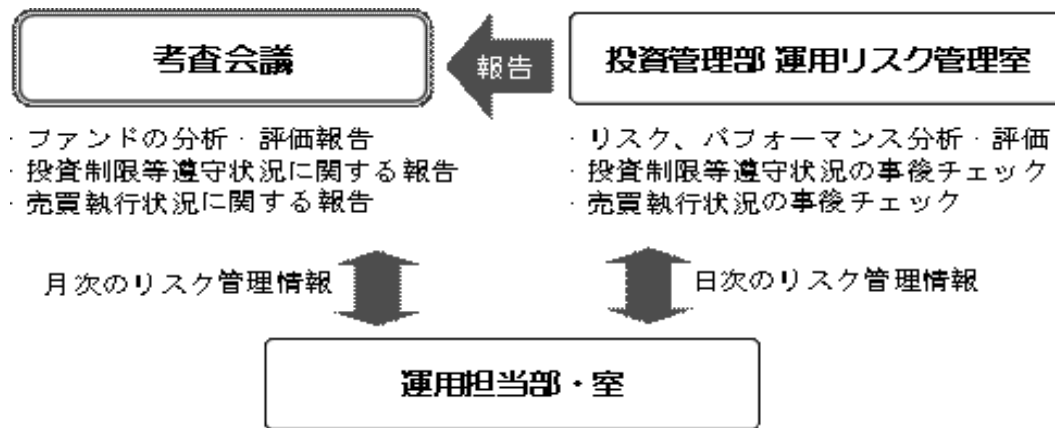 考査会議
報告
投資管理部 運用リスク管理室
・ファンドの分析・評価報告
・投資制限等遵守状況に関する報告
・売買執行状況に関する報告
・リスク、パフォーマンス分析・評価
・投資制限等遵守状況の事後チェック
・売買執行状況の事後チェック
月次のリスク管理情報
日次のリスク管理情報
運用担当部・室